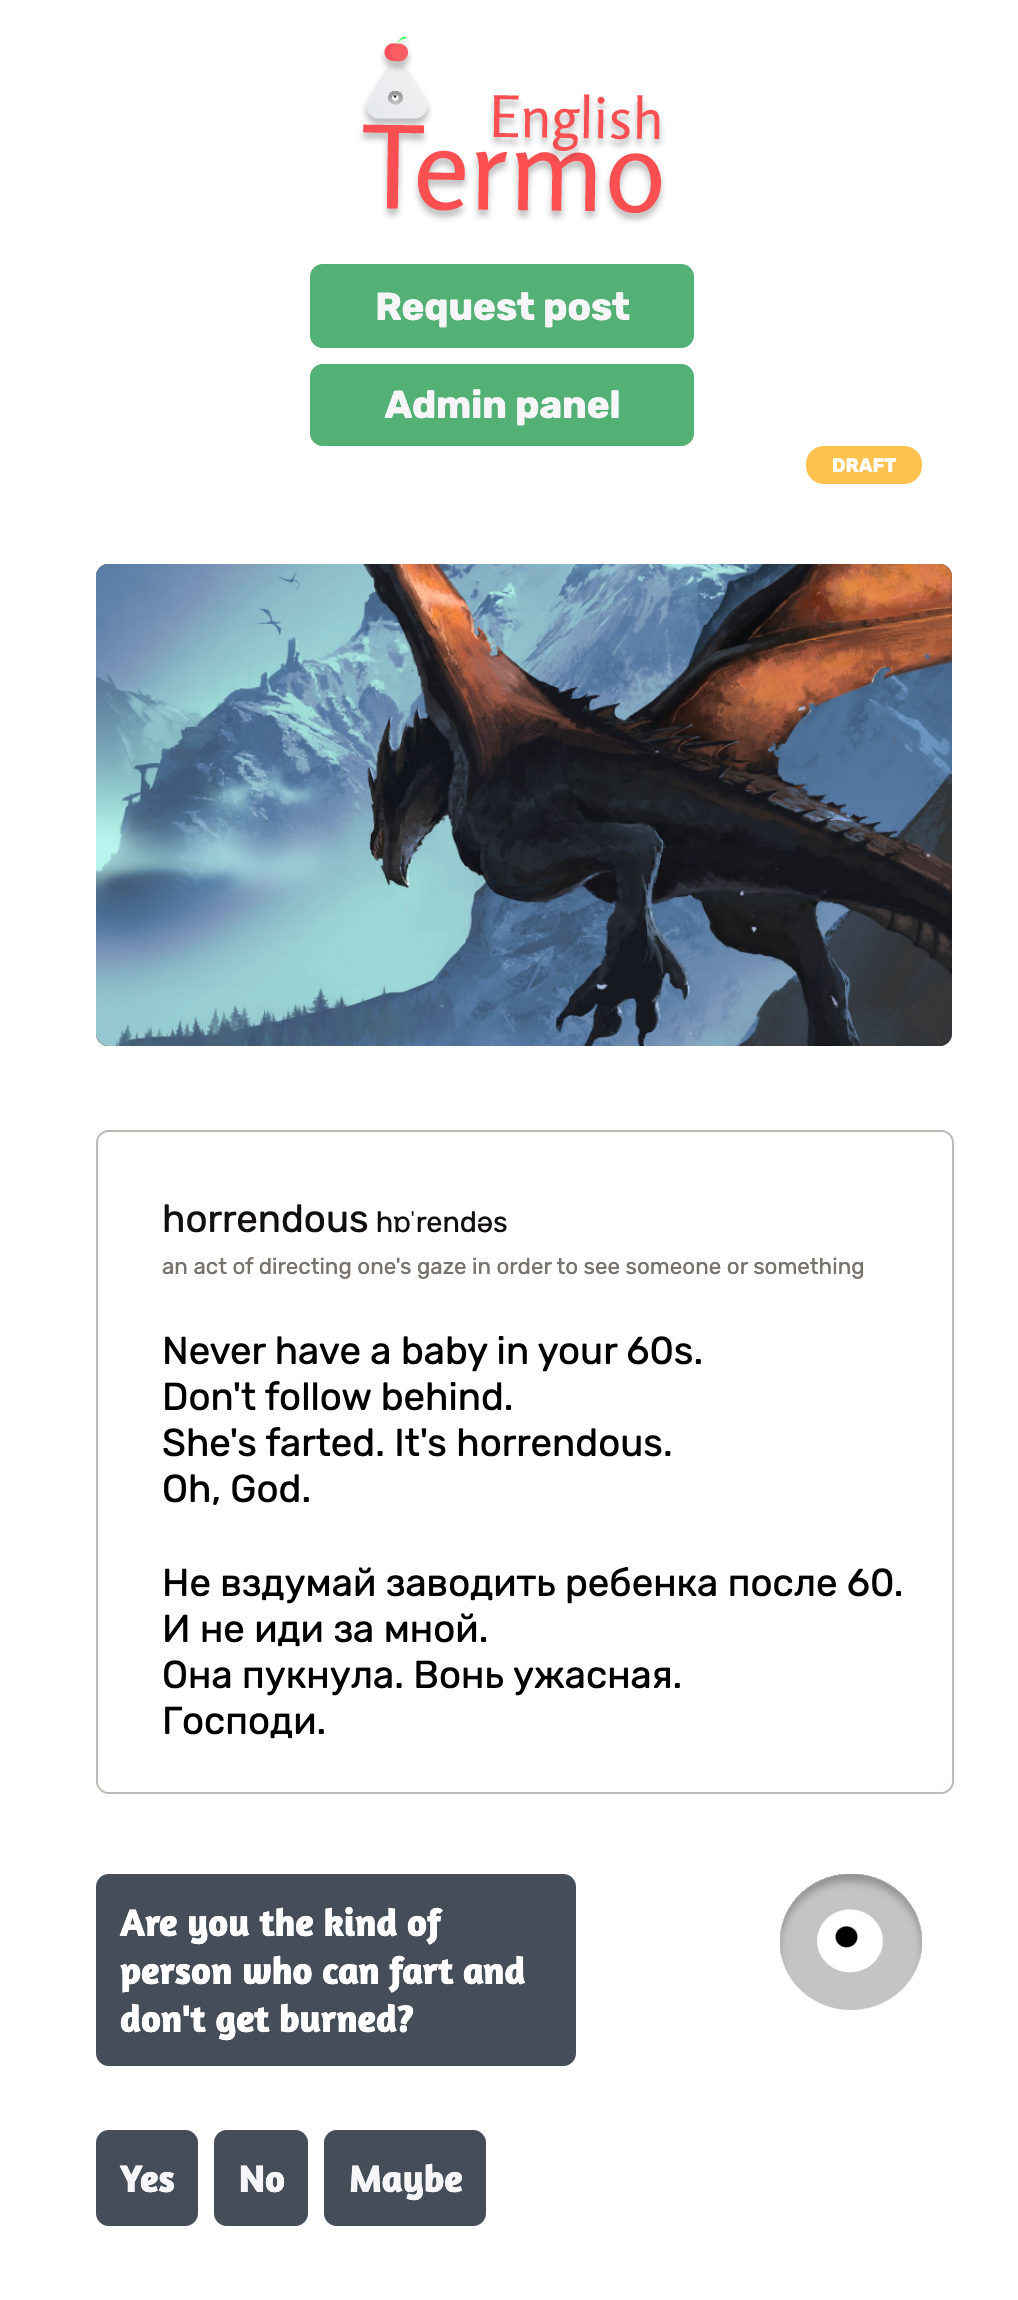 English
Termo
Request post
Admin panel
DRAFT
horrendous hɒˈrendəs
an act of directing one's gaze in order to see someone or something
Never have a baby in your 60s.
Don't follow behind.
She's farted. It's horrendous.
Oh, God.
Не вздумай заводить ребенка после 60.
И не иди за мной.
Она пукнула. Вонь ужасная.
Господи.
Are you the kind of
person who can fart and
don't get burned?
Yes No Maybe